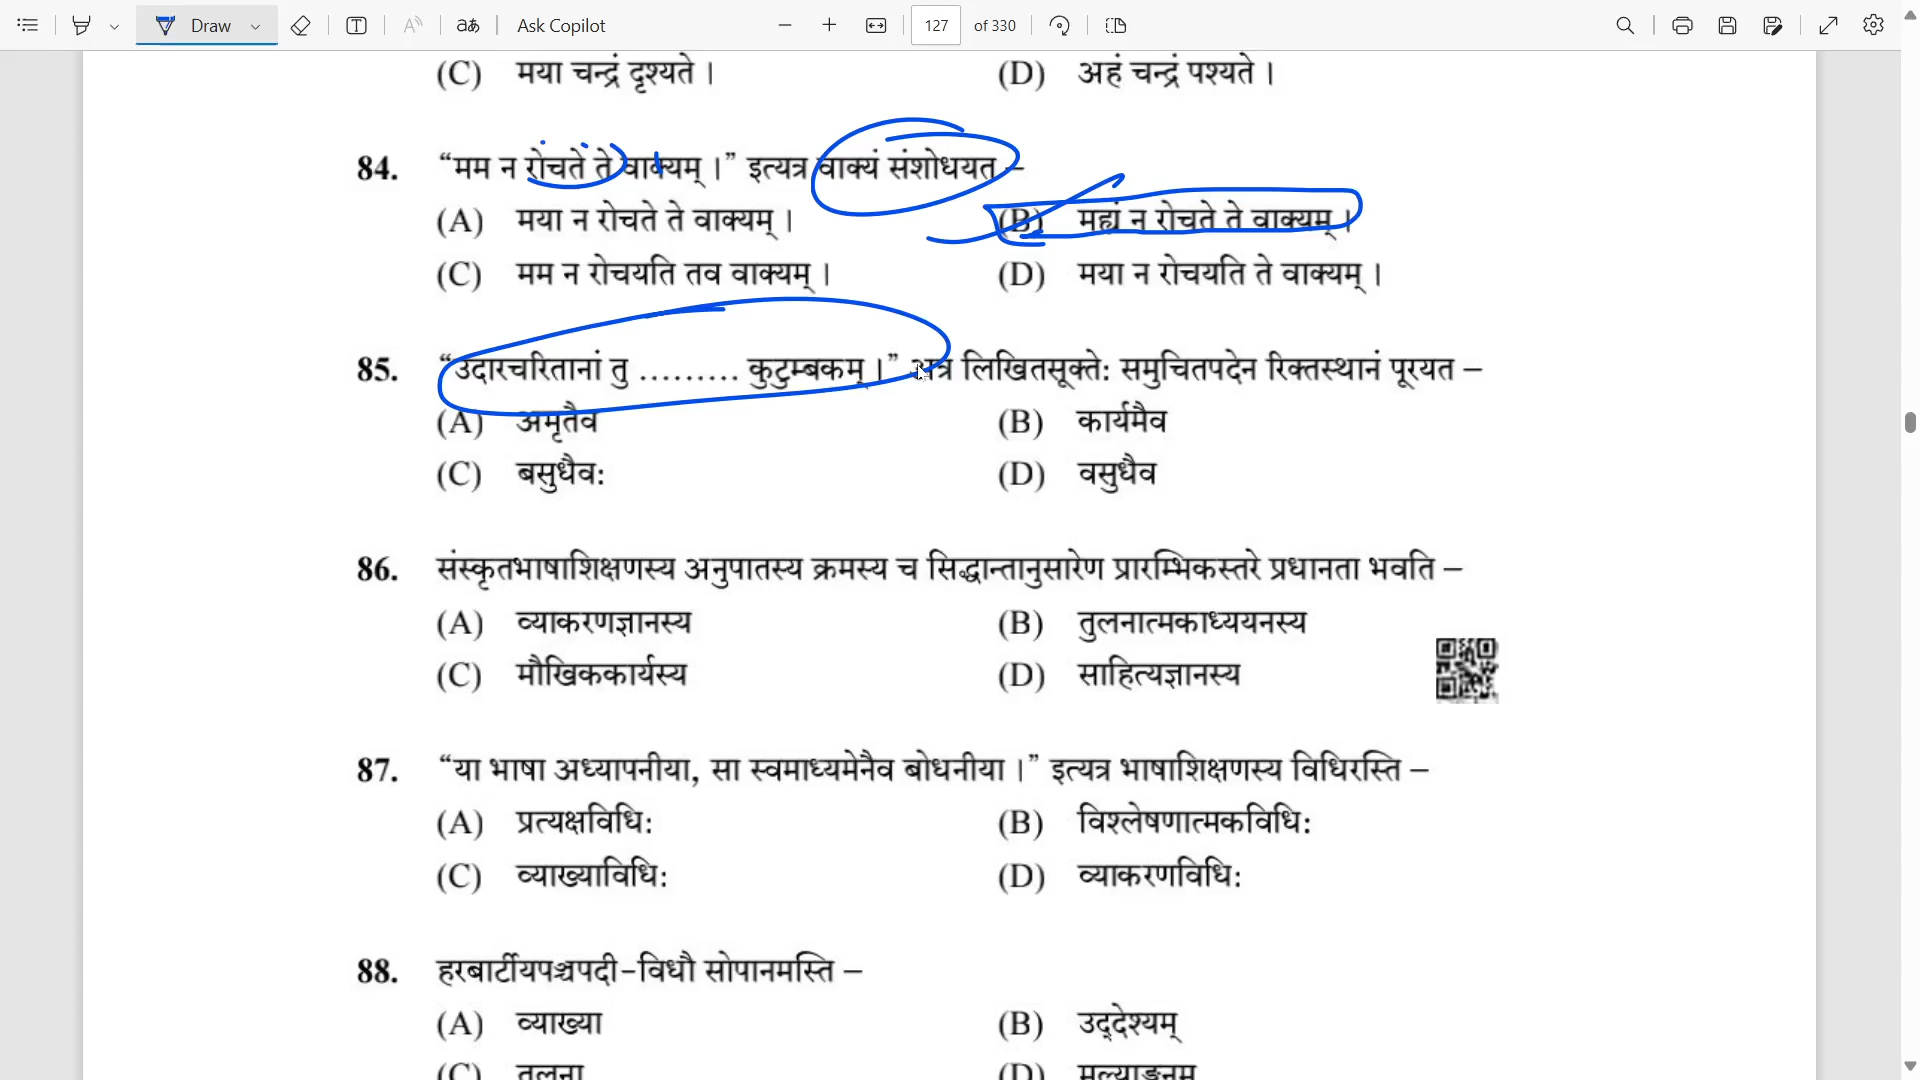 Draw
Ask Copilot
127 of 330
(C) मया चन्द्रं दृश्यते ।
(D) अहं चन्द्रं पश्यते ।
84. “मम न रोचते ते वाक्यम् ।” इत्यत्र वाक्यं संशोधयत –
(A) मया न रोचते ते वाक्यम् ।
(B) मह्यं न रोचते ते वाक्यम् ।
(C) मम न रोचयति तव वाक्यम् ।
(D) मया न रोचयति ते वाक्यम् ।
85. “उदारचरितानां तु ......... कुटुम्बकम् ।” अत्र लिखितसूक्तेः समुचितपदेन रिक्तस्थानं पूरयत –
(A) अमृतैव
(B) कार्यमैव
(C) बसुधैवः
(D) वसुधैव
86. संस्कृतभाषाशिक्षणस्य अनुपातस्य क्रमस्य च सिद्धान्तानुसारेण प्रारम्भिकस्तरे प्रधानता भवति –
(A) व्याकरणज्ञानस्य
(B) तुलनात्मकाध्ययनस्य
(C) मौखिककार्यस्य
(D) साहित्यज्ञानस्य
87. “या भाषा अध्यापनीया, सा स्वमाध्यमेनैव बोधनीया ।” इत्यत्र भाषाशिक्षणस्य विधिरस्ति –
(A) प्रत्यक्षविधिः
(B) विश्लेषणात्मकविधिः
(C) व्याख्याविधिः
(D) व्याकरणविधिः
88. हरबार्टीयपञ्चपदी-विधौ सोपानमस्ति –
(A) व्याख्या
(B) उद्देश्यम्
(C) तुलना
(D) मूल्याङ्कनम्